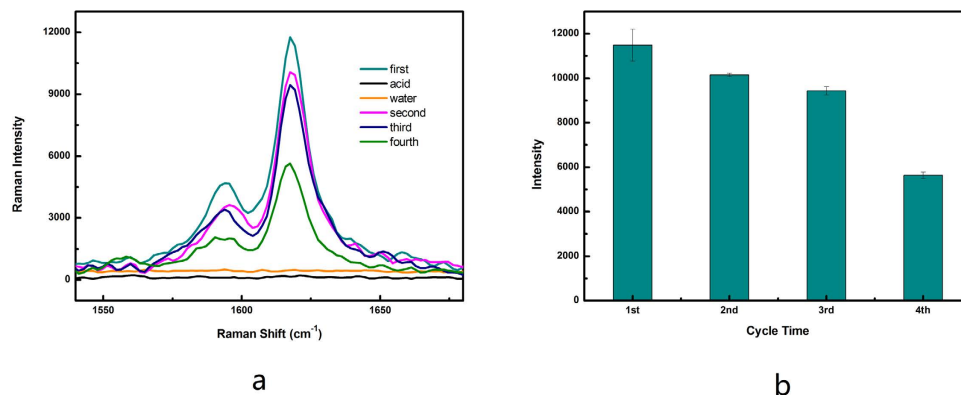 12000
9000
6000
3000
0
Raman Intensity
first
acid
water
second
third
fourth
1550
1600
1650
Raman Shift (cm⁻¹)
a
12000
10000
8000
6000
4000
2000
0
Intensity
1st
2nd
3rd
4th
Cycle Time
b